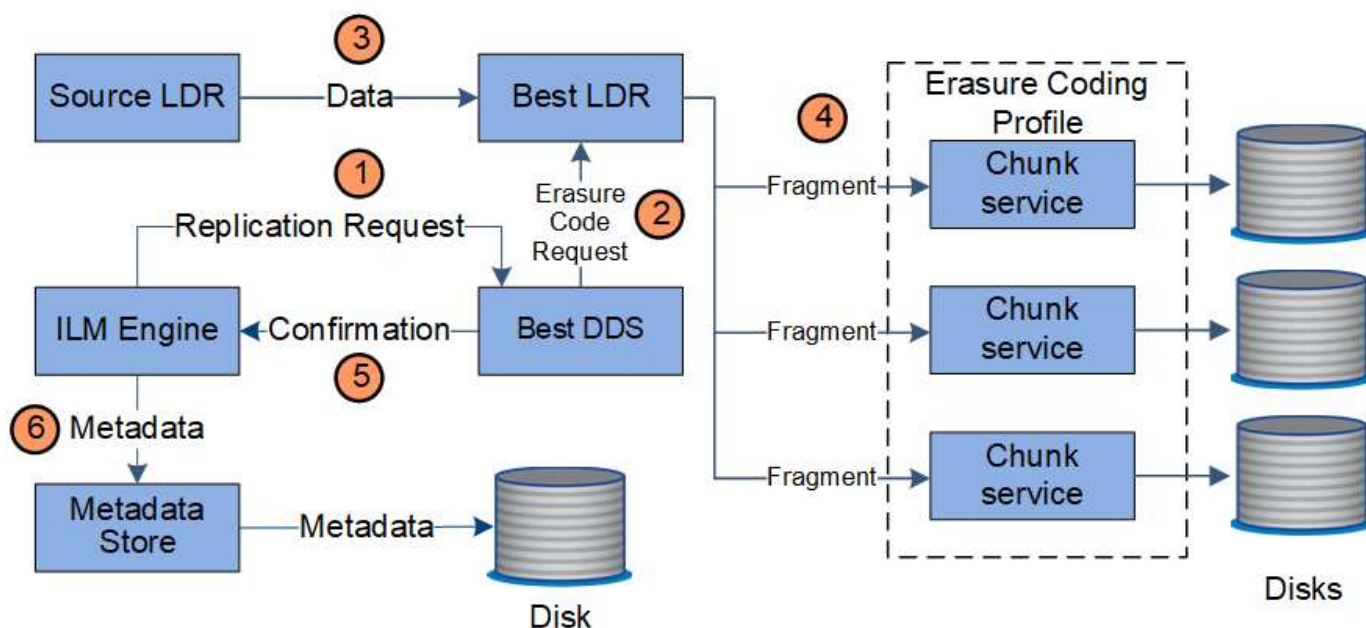 3
Source LDR
Data
Best LDR
Erasure Coding
Profile
4
1
Fragment
Chunk
service
Replication Request
Erasure
Code
Request
2
ILM Engine
Confirmation
Best DDS
Chunk
service
5
6
Metadata
Fragment
Chunk
service
Metadata
Store
Metadata
Disk
Disks